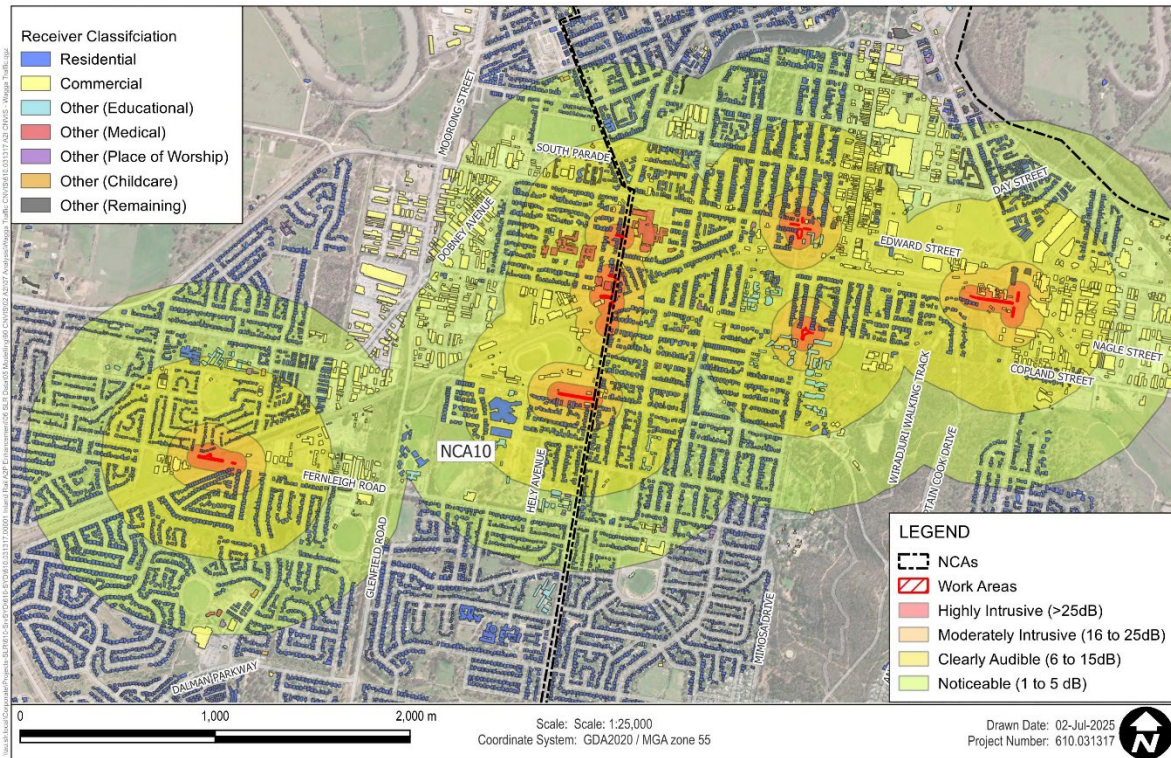 Receiver Classifciation
Residential
Commercial
Other (Educational)
Other (Medical)
Other (Place of Worship)
Other (Childcare)
Other (Remaining)
MOORONG STREET
SOUTH PARADE
DOBNEY AVENUE
DAY STREET
EDWARD STREET
NAGLE STREET
COPLAND STREET
WIRADJURI WALKING TRACK
TAIN COOK DRIVE
NCA10
HELY AVENUE
FERNLEIGH ROAD
GLENFIELD ROAD
MIMOSA DRIVE
DALMAN PARKWAY
LEGEND
NCAs
Work Areas
Highly Intrusive (>25dB)
Moderately Intrusive (16 to 25dB)
Clearly Audible (6 to 15dB)
Noticeable (1 to 5 dB)
0 1,000 2,000 m
Scale: Scale: 1:25,000
Coordinate System: GDA2020 / MGA zone 55
Drawn Date: 02-Jul-2025
Project Number: 610.031317
N